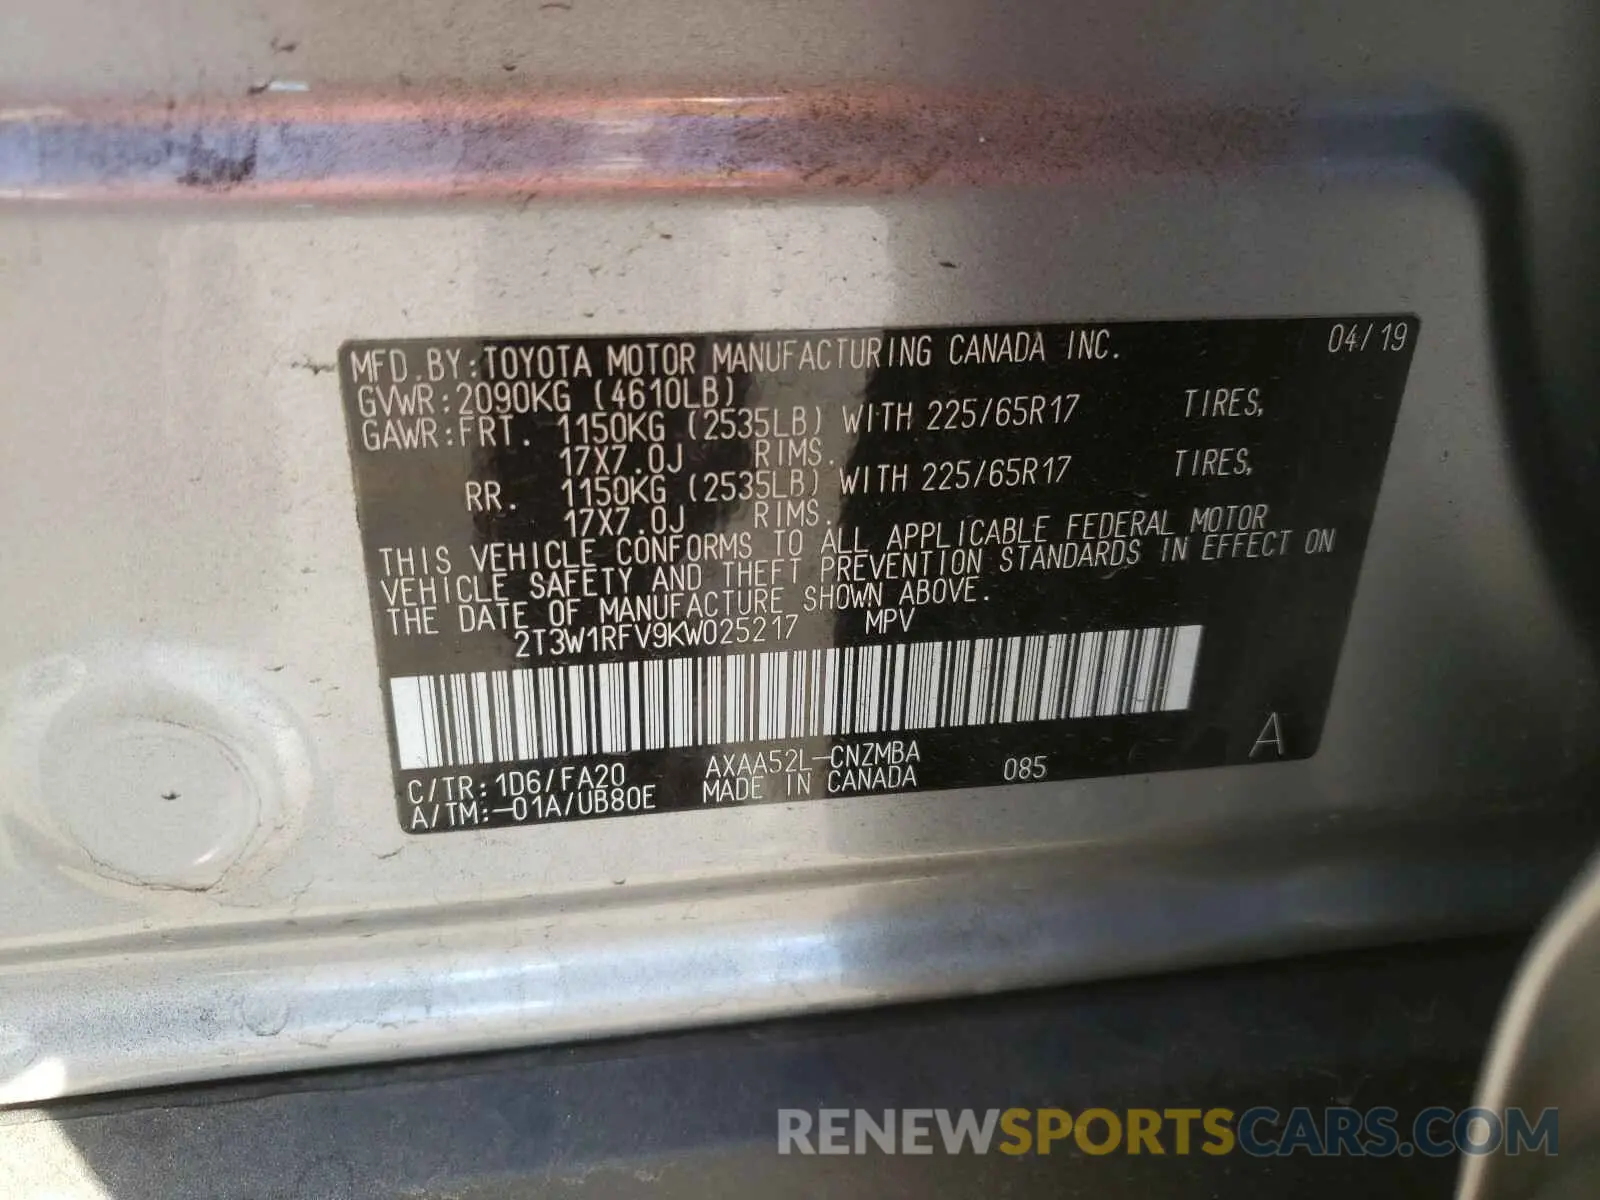 MFD.BY:TOYOTA MOTOR MANUFACTURING CANADA INC. 04/19
GVWR:2090KG (4610LB)
GAWR:FRT. 1150KG (2535LB) WITH 225/65R17 TIRES,
17X7.0J RIMS.
RR. 1150KG (2535LB) WITH 225/65R17 TIRES,
17X7.0J RIMS.
THIS VEHICLE CONFORMS TO ALL APPLICABLE FEDERAL MOTOR
VEHICLE SAFETY AND THEFT PREVENTION STANDARDS IN EFFECT ON
THE DATE OF MANUFACTURE SHOWN ABOVE.
2T3W1RFV9KW025217 MPV
C/TR:1D6/FA20 AXAA52L-CNZMBA 085 A
A/TM:-01A/UB80E MADE IN CANADA
RENEWSPORTSCARS.COM